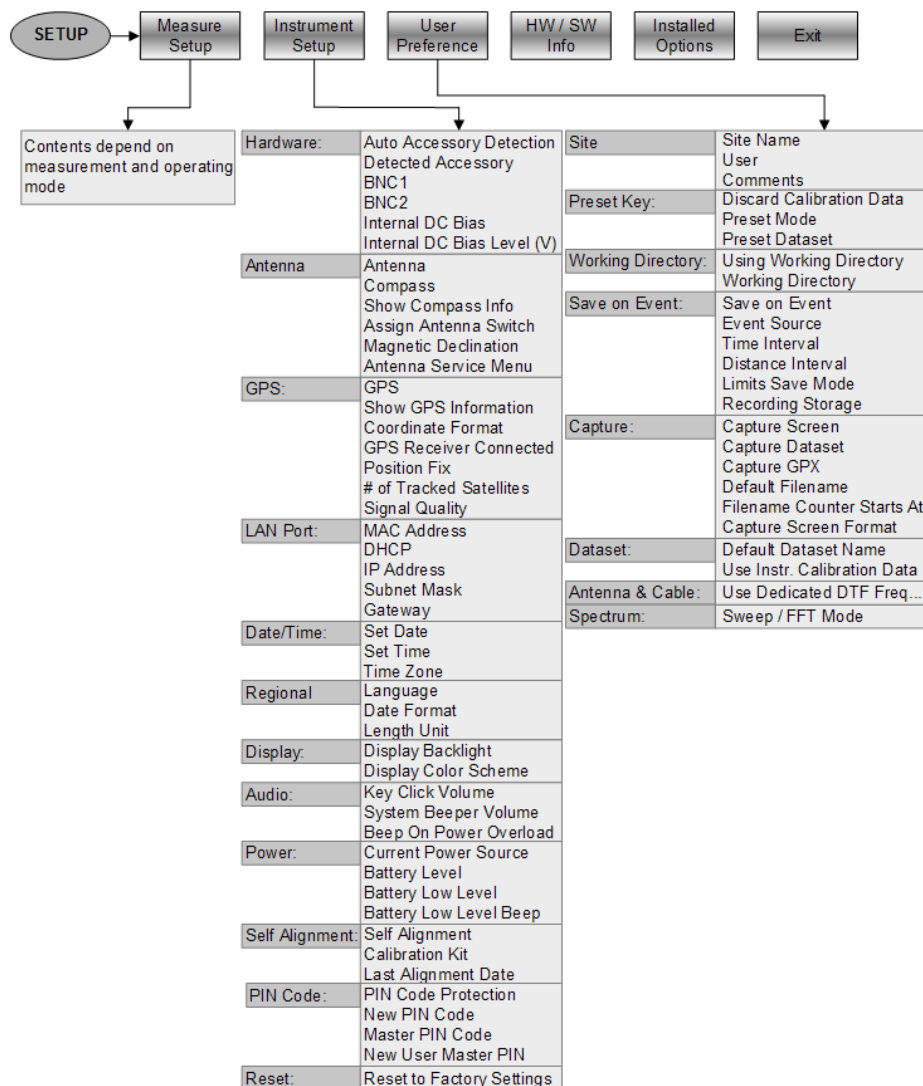 SETUP
Measure
Setup
Instrument
Setup
User
Preference
HW / SW
Info
Installed
Options
Exit
Contents depend on
measurement and operating
mode
Hardware:
Auto Accessory Detection
Detected Accessory
BNC1
BNC2
Internal DC Bias
Internal DC Bias Level (V)
Antenna
Antenna
Compass
Show Compass Info
Assign Antenna Switch
Magnetic Declination
Antenna Service Menu
GPS:
GPS
Show GPS Information
Coordinate Format
GPS Receiver Connected
Position Fix
# of Tracked Satellites
Signal Quality
LAN Port:
MAC Address
DHCP
IP Address
Subnet Mask
Gateway
Date/Time:
Set Date
Set Time
Time Zone
Regional
Language
Date Format
Length Unit
Display:
Display Backlight
Display Color Scheme
Audio:
Key Click Volume
System Beeper Volume
Beep On Power Overload
Power:
Current Power Source
Battery Level
Battery Low Level
Battery Low Level Beep
Self Alignment:
Self Alignment
Calibration Kit
Last Alignment Date
PIN Code:
PIN Code Protection
New PIN Code
Master PIN Code
New User Master PIN
Reset:
Reset to Factory Settings
Site
Site Name
User
Comments
Preset Key:
Discard Calibration Data
Preset Mode
Preset Dataset
Working Directory:
Using Working Directory
Working Directory
Save on Event:
Save on Event
Event Source
Time Interval
Distance Interval
Limits Save Mode
Recording Storage
Capture:
Capture Screen
Capture Dataset
Capture GPX
Default Filename
Filename Counter Starts At
Capture Screen Format
Dataset:
Default Dataset Name
Use Instr. Calibration Data
Antenna & Cable:
Use Dedicated DTF Freq...
Spectrum:
Sweep / FFT Mode